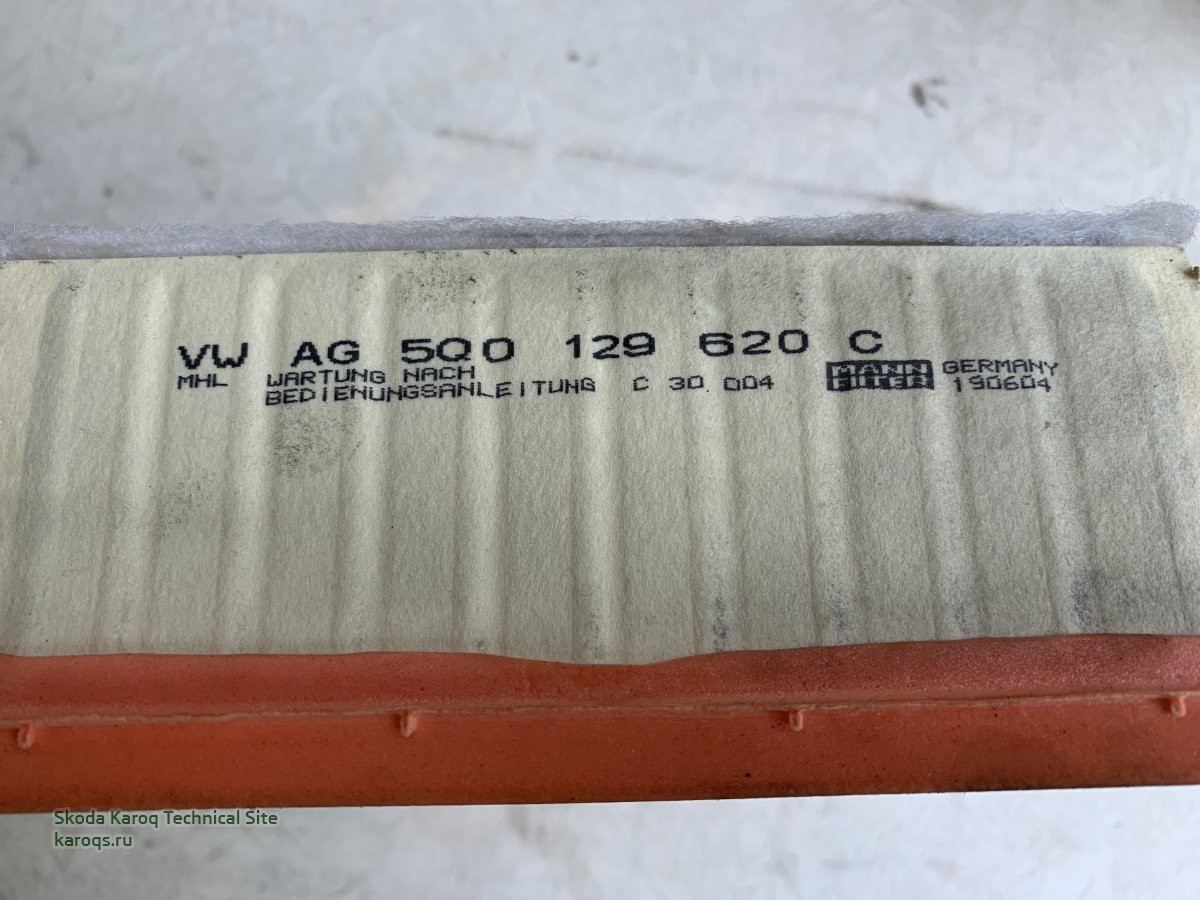 VW AG 5Q0 129 620 C
MHL WARTUNG NACH
BEDIENUNGSANLEITUNG C 30 004
MANN
FILTER
GERMANY
190604
Skoda Karoq Technical Site
karoqs.ru